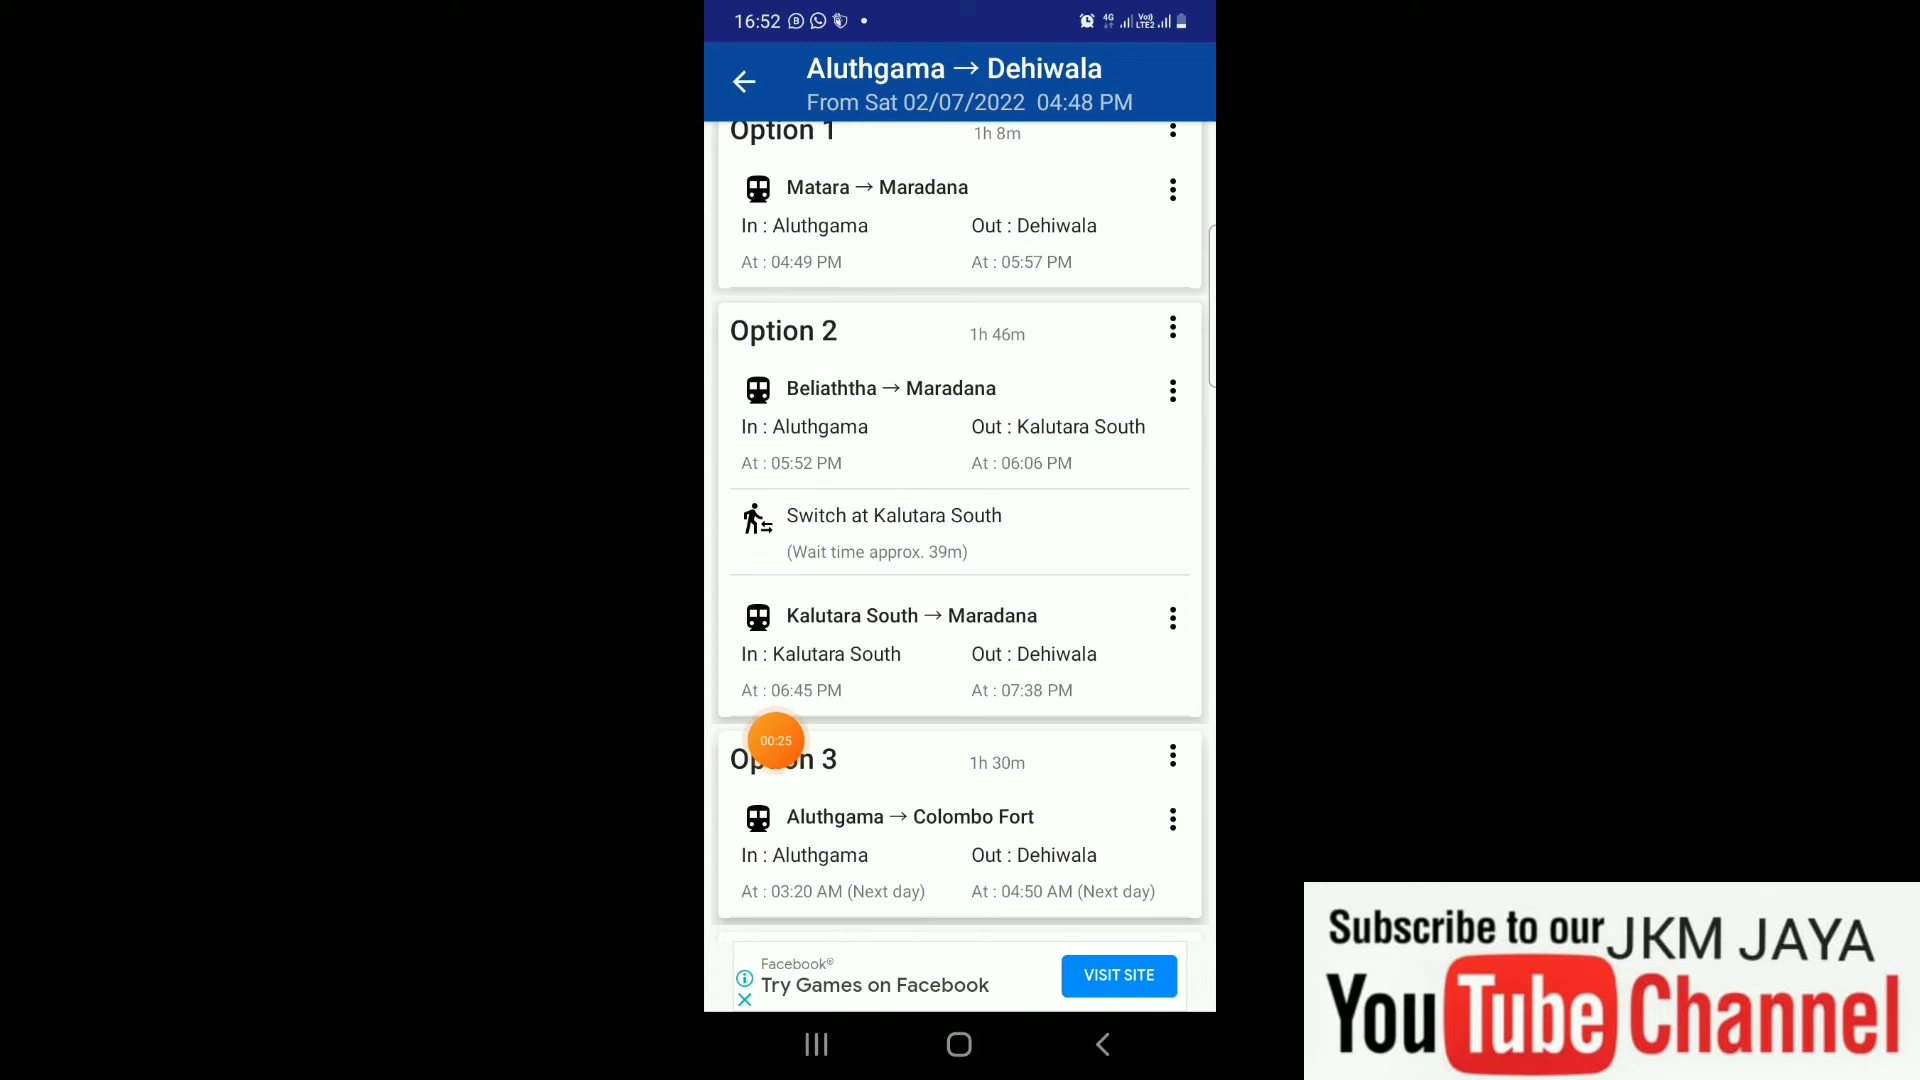 16:52
4G Vo) LTE2
Aluthgama → Dehiwala
From Sat 02/07/2022 04:48 PM
Option 1 1h 8m
Matara → Maradana
In : Aluthgama Out : Dehiwala
At : 04:49 PM At : 05:57 PM
Option 2 1h 46m
Beliaththa → Maradana
In : Aluthgama Out : Kalutara South
At : 05:52 PM At : 06:06 PM
Switch at Kalutara South
(Wait time approx. 39m)
Kalutara South → Maradana
In : Kalutara South Out : Dehiwala
At : 06:45 PM At : 07:38 PM
00:25
Option 3 1h 30m
Aluthgama → Colombo Fort
In : Aluthgama Out : Dehiwala
At : 03:20 AM (Next day) At : 04:50 AM (Next day)
Facebook®
Try Games on Facebook
VISIT SITE
Subscribe to our JKM JAYA
YouTube Channel